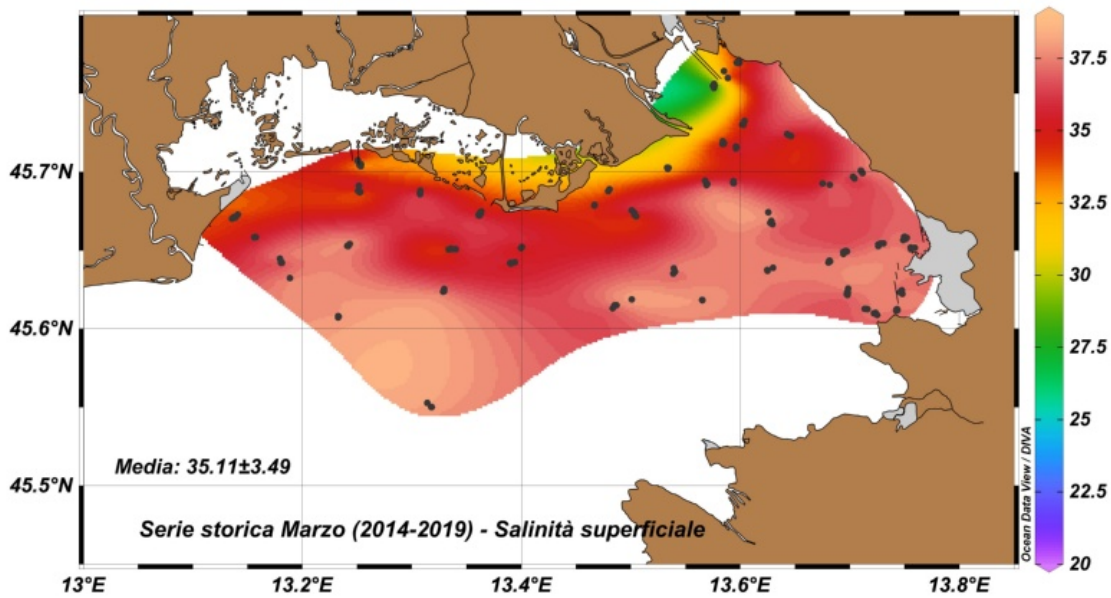 45.7°N
45.6°N
45.5°N
Media: 35.11±3.49
Serie storica Marzo (2014-2019) - Salinità superficiale
13°E
13.2°E
13.4°E
13.6°E
13.8°E
Ocean Data View / DIVA
37.5
35
32.5
30
27.5
25
22.5
20